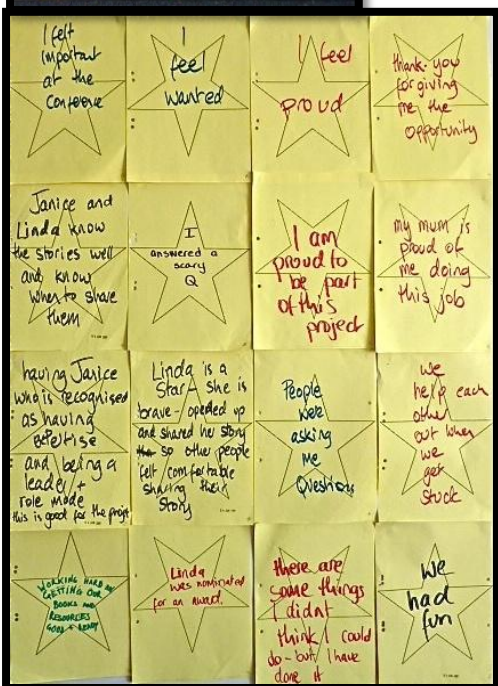 I felt
important
at the
Conference
I
feel
wanted
I feel
proud
thank-you
for giving
me the
opportunity
Janice and
Linda know
the stories well
and know
when to share
them
I
answered a
scary
Q
I am
proud to
be part
of this
project
my mum is
proud of
me doing
this job
having Janice
who is recognised
as having
expertise
and being a
leader +
role mode
this is good for the projt
Linda is a
Star - she is
brave - opened up
and shared her story
so other people
felt comfortable
sharing their
story
People
were
asking
me
Questions
we
help each
other
out when
we
get
stuck
WORKING HARD
GETTING OUR
BOOKS AND
RESOURCES
GOOD + READY
Linda
was nominated
for an award.
there are
some things
I didnt
think I could
do - but I have
done it
We
had
fun